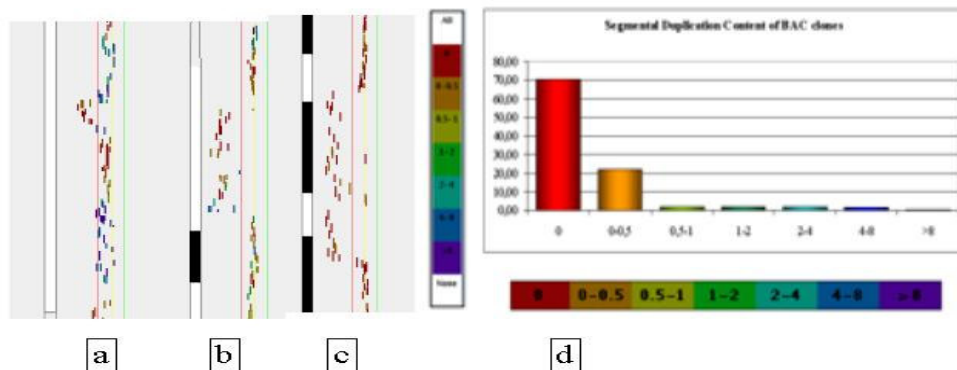 All
0
0-0.5
0.5-1
1-2
2-4
4-8
None
Segmental Duplication Content of BAC clones
80,00
70,00
60,00
50,00
40,00
30,00
20,00
10,00
0,00
0 0-0,5 0,5-1 1-2 2-4 4-8 >8
0 0-0.5 0.5-1 1-2 2-4 4-8 >8
a b c d